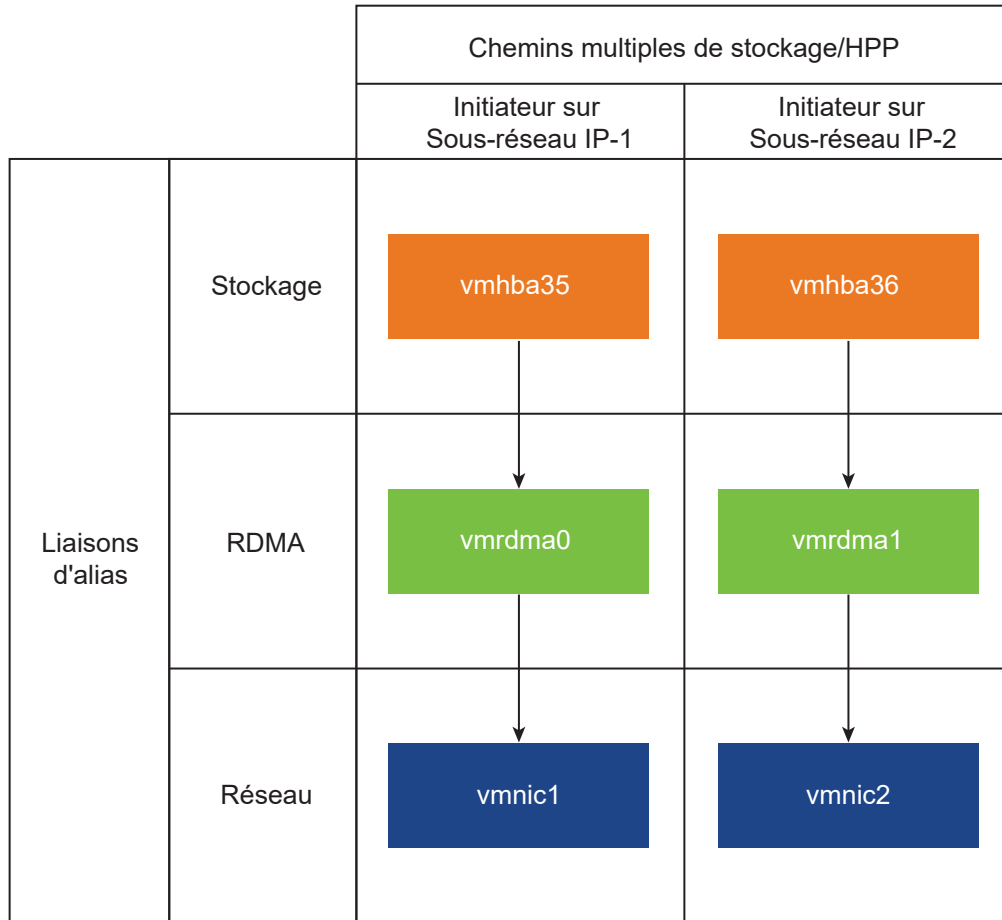 Chemins multiples de stockage/HPP
Initiateur sur
Sous-réseau IP-1
Initiateur sur
Sous-réseau IP-2
Stockage
vmhba35
vmhba36
Liaisons
d'alias
RDMA
vmrdma0
vmrdma1
Réseau
vmnic1
vmnic2